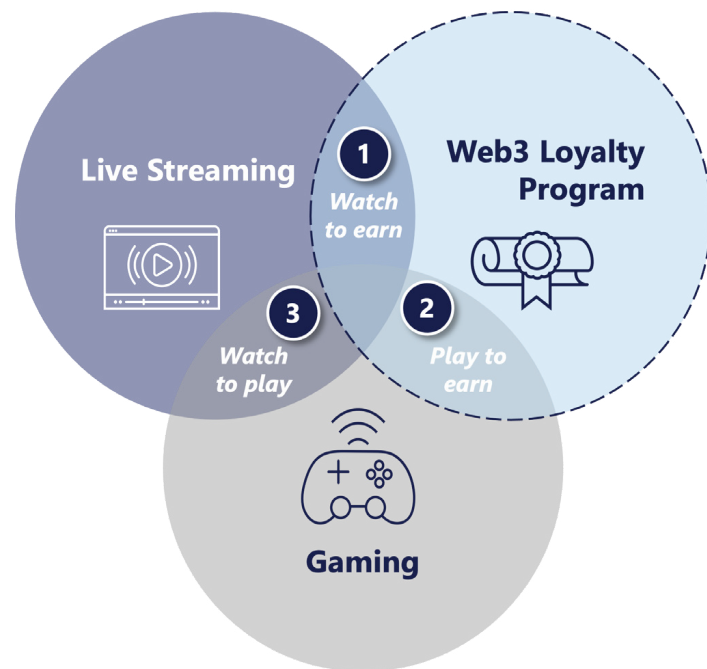 Live Streaming
Web3 Loyalty
Program
1
Watch
to earn
3
Watch
to play
2
Play to
earn
Gaming